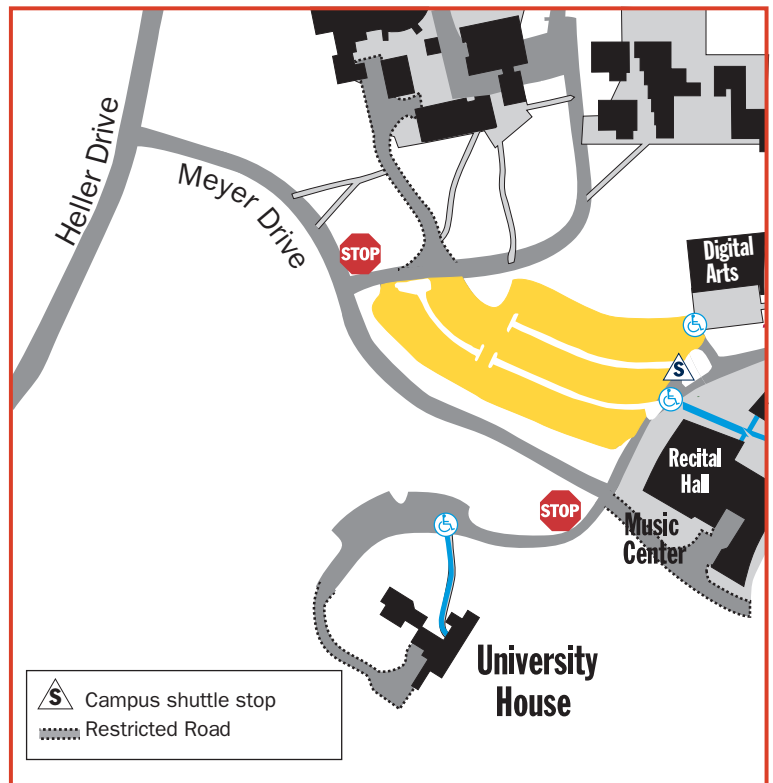 Heller Drive
Meyer Drive
STOP
Digital
Arts
S
Recital
Hall
STOP
Music
Center
University
House
S Campus shuttle stop
Restricted Road